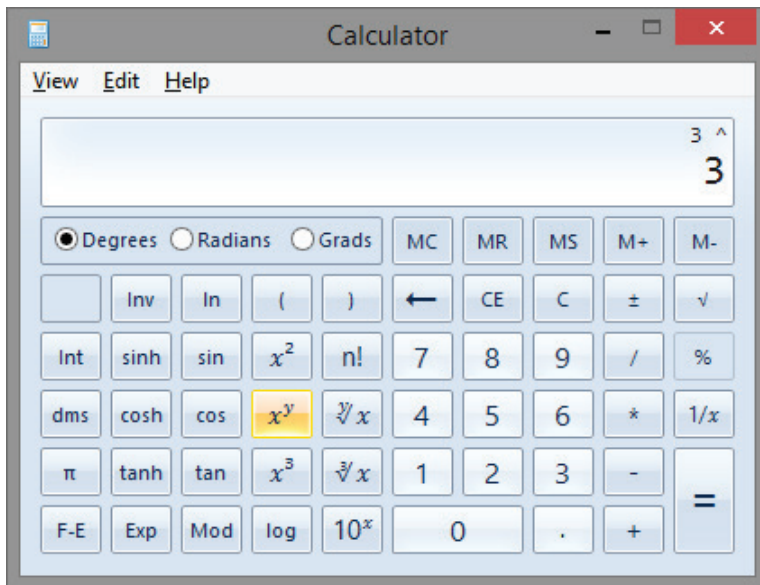 Calculator
View Edit Help
3 ^
3
Degrees Radians Grads MC MR MS M+ M-
Inv In ( ) ← CE C ± √
Int sinh sin x² n! 7 8 9 / %
dms cosh cos xʸ ʸ√x 4 5 6 * 1/x
π tanh tan x³ ³√x 1 2 3 - =
F-E Exp Mod log 10ˣ 0 . +